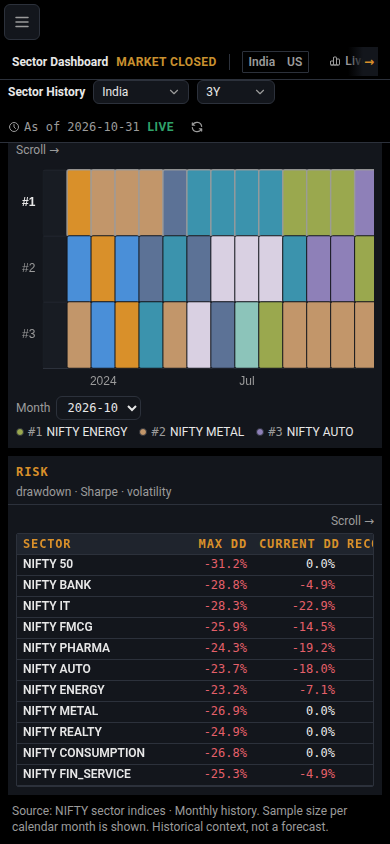 Sector Dashboard MARKET CLOSED India US Liv →
Sector History India 3Y
As of 2026-10-31 LIVE
Scroll →
#1
#2
#3
2024 Jul
Month 2026-10
#1 NIFTY ENERGY #2 NIFTY METAL #3 NIFTY AUTO
RISK
drawdown · Sharpe · volatility
Scroll →
SECTOR MAX DD CURRENT DD RECO
NIFTY 50 -31.2% 0.0%
NIFTY BANK -28.8% -4.9%
NIFTY IT -28.3% -22.9%
NIFTY FMCG -25.9% -14.5%
NIFTY PHARMA -24.3% -19.2%
NIFTY AUTO -23.7% -18.0%
NIFTY ENERGY -23.2% -7.1%
NIFTY METAL -26.9% 0.0%
NIFTY REALTY -24.9% 0.0%
NIFTY CONSUMPTION -26.8% 0.0%
NIFTY FIN_SERVICE -25.3% -4.9%
Source: NIFTY sector indices · Monthly history. Sample size per
calendar month is shown. Historical context, not a forecast.